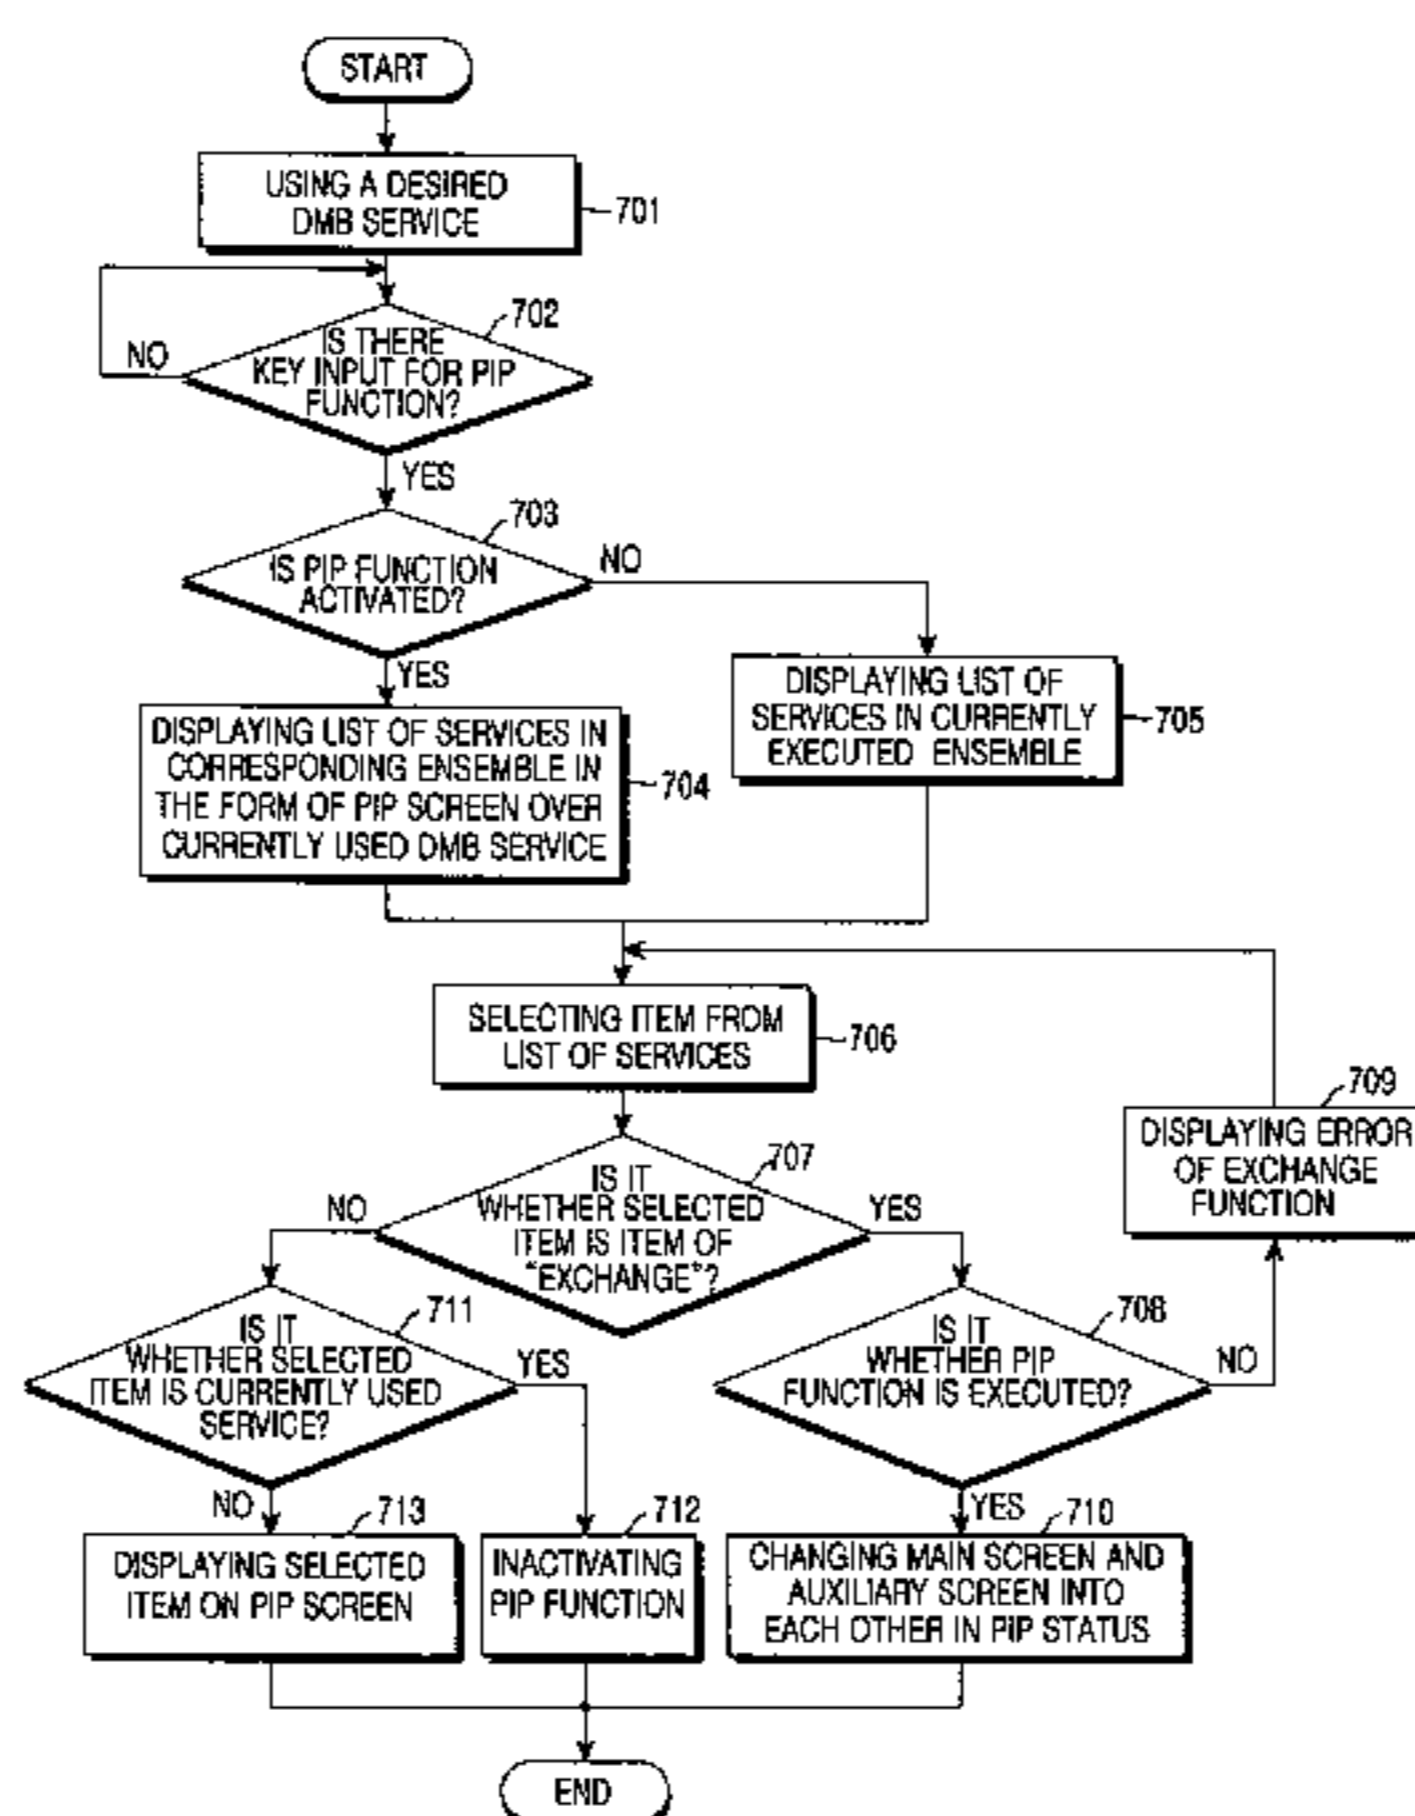 START
USING A DESIRED
DMB SERVICE
701
702
IS THERE
KEY INPUT FOR PIP
FUNCTION?
NO
YES
703
IS PIP FUNCTION
ACTIVATED?
NO
YES
DISPLAYING LIST OF SERVICES IN
CORRESPONDING ENSEMBLE IN
THE FORM OF PIP SCREEN OVER
CURRENTLY USED DMB SERVICE
704
DISPLAYING LIST OF
SERVICES IN CURRENTLY
EXECUTED ENSEMBLE
705
SELECTING ITEM FROM
LIST OF SERVICES
706
709
DISPLAYING ERROR
OF EXCHANGE
FUNCTION
707
IS IT
WHETHER SELECTED
ITEM IS ITEM OF
"EXCHANGE"?
NO
YES
711
IS IT
WHETHER SELECTED
ITEM IS CURRENTLY USED
SERVICE?
YES
NO
708
IS IT
WHETHER PIP
FUNCTION IS EXECUTED?
NO
YES
713
DISPLAYING SELECTED
ITEM ON PIP SCREEN
712
INACTIVATING
PIP FUNCTION
710
CHANGING MAIN SCREEN AND
AUXILIARY SCREEN INTO
EACH OTHER IN PIP STATUS
END